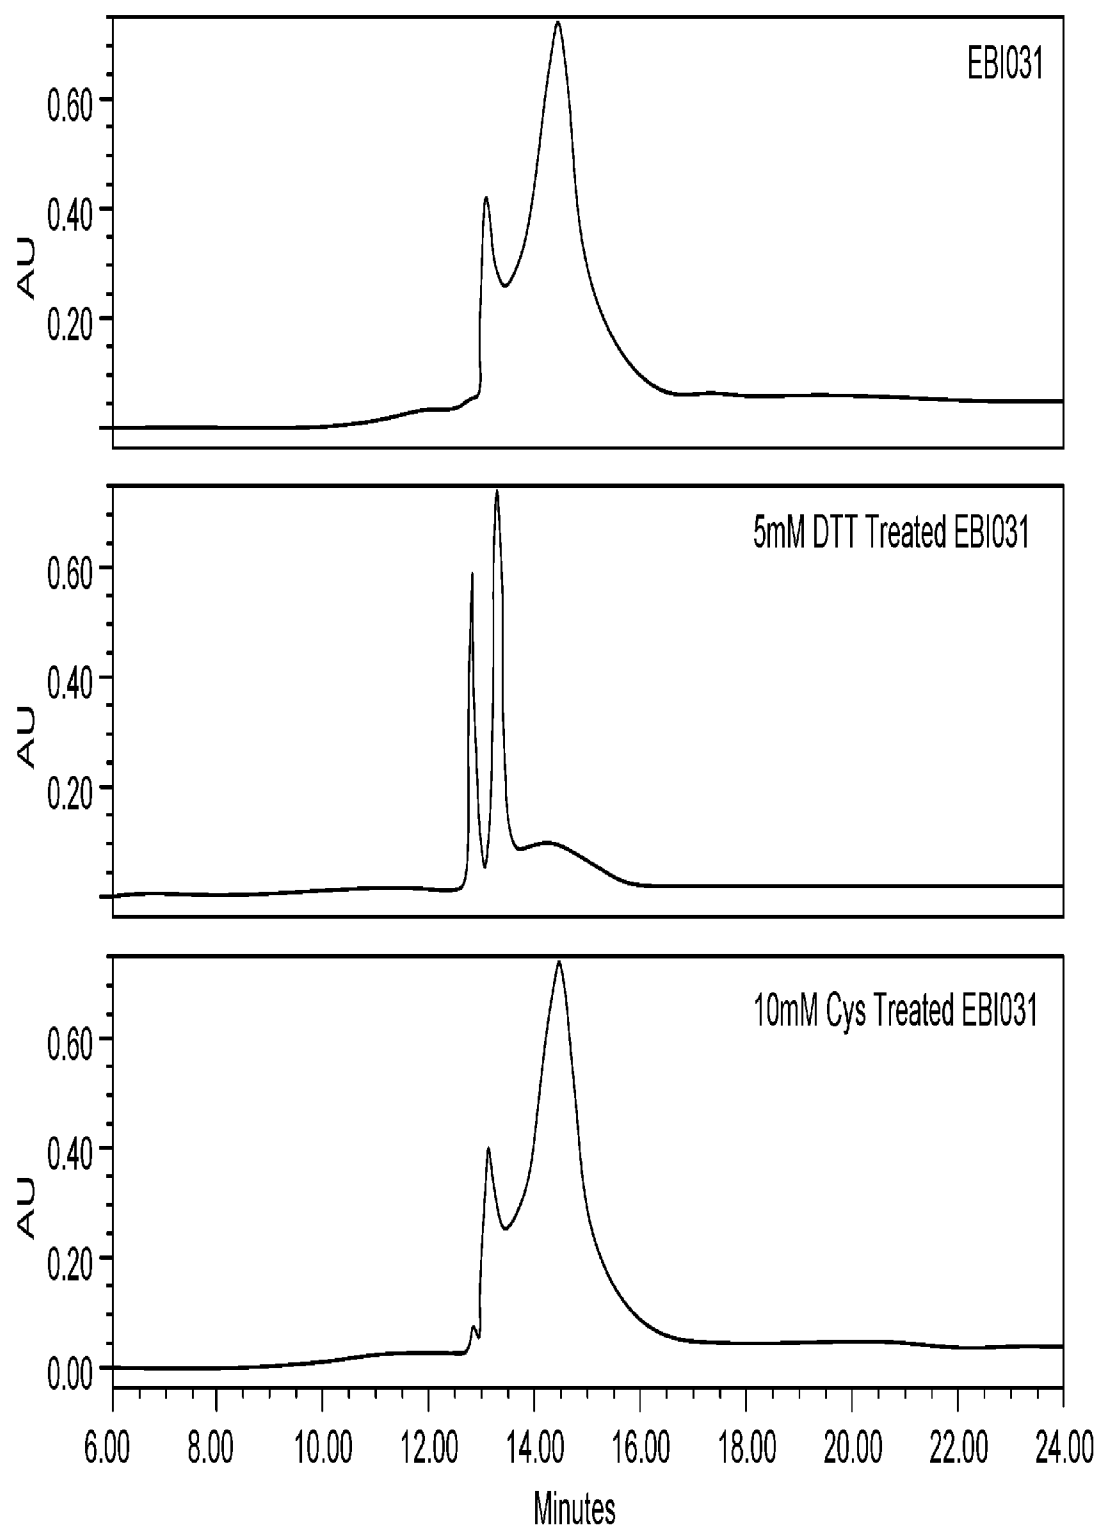 EBI031
0.60
0.40
0.20
AU
5mM DTT Treated EBI031
0.60
0.40
0.20
AU
10mM Cys Treated EBI031
0.60
0.40
0.20
0.00
AU
6.00 8.00 10.00 12.00 14.00 16.00 18.00 20.00 22.00 24.00
Minutes